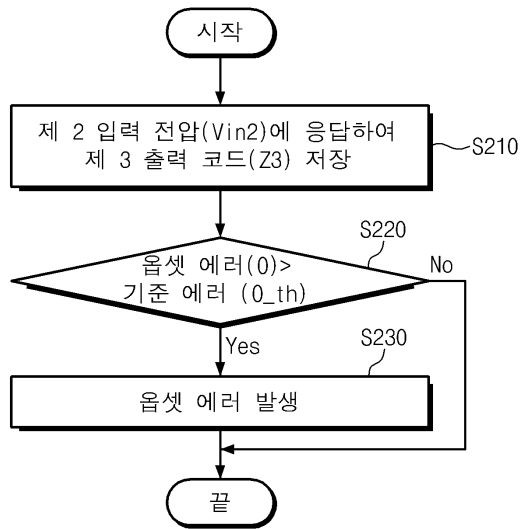 시작
제 2 입력 전압(Vin2)에 응답하여
제 3 출력 코드(Z3) 저장
S210
S220
옵셋 에러(O)>
기준 에러 (O_th)
No
Yes
S230
옵셋 에러 발생
끝